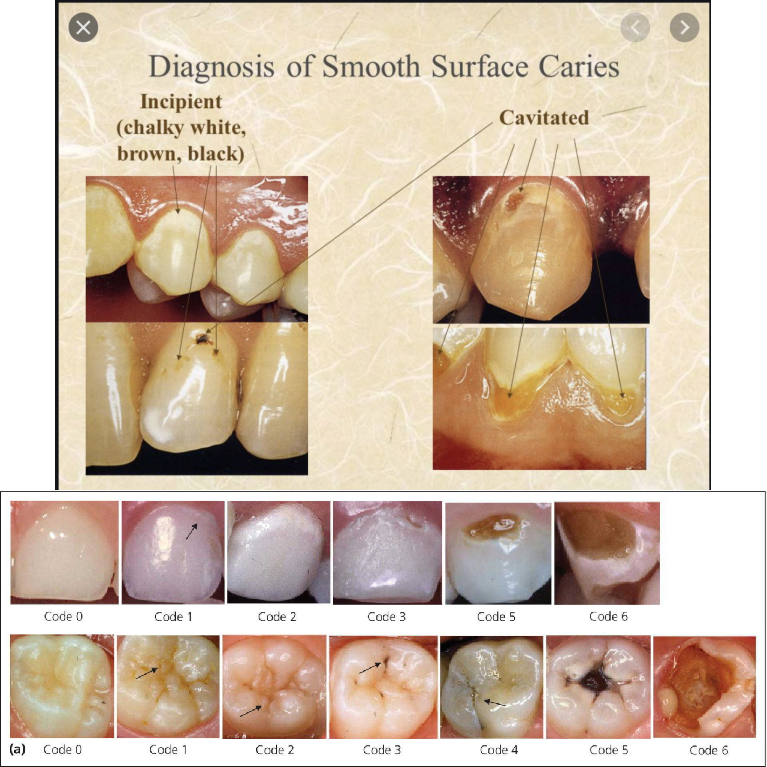 Diagnosis of Smooth Surface Caries
Incipient
(chalky white,
brown, black)
Cavitated
Code 0 Code 1 Code 2 Code 3 Code 5 Code 6
(a) Code 0 Code 1 Code 2 Code 3 Code 4 Code 5 Code 6